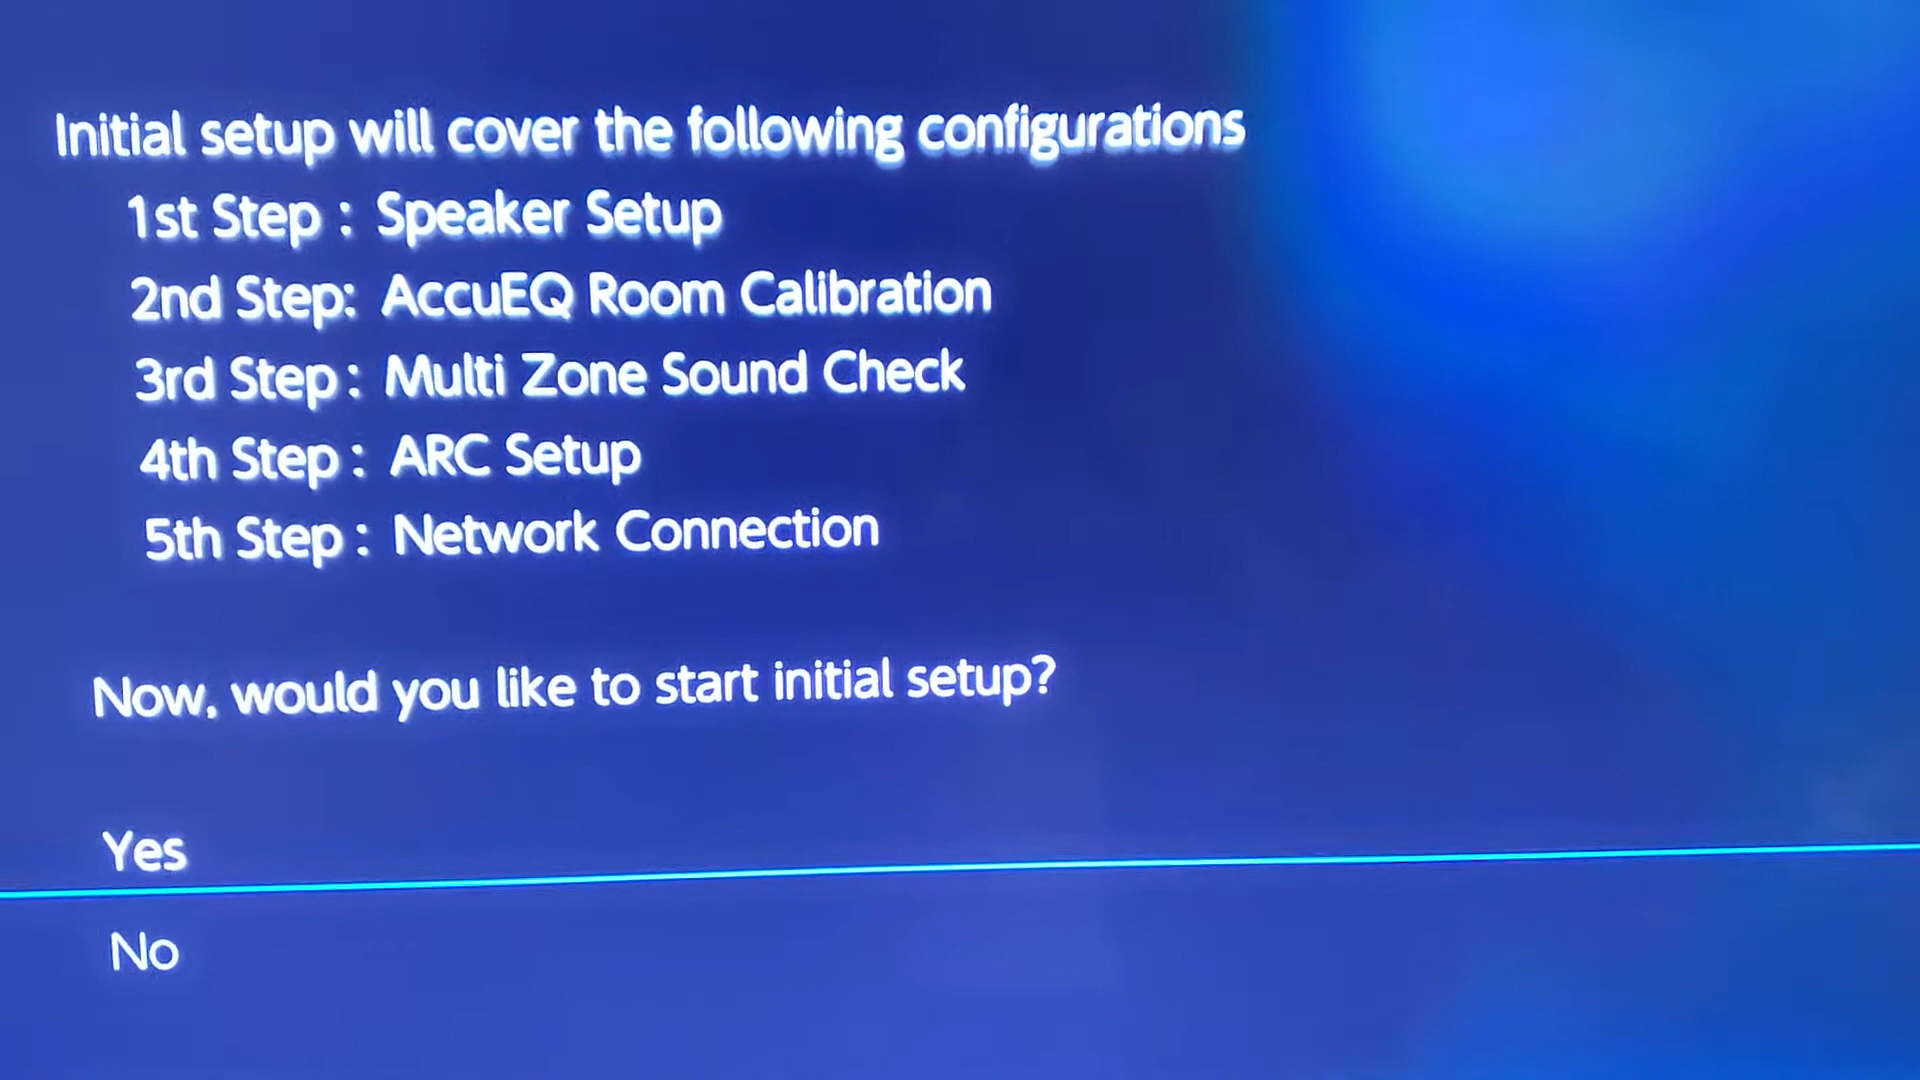 Initial setup will cover the following configurations
1st Step : Speaker Setup
2nd Step: AccuEQ Room Calibration
3rd Step : Multi Zone Sound Check
4th Step : ARC Setup
5th Step : Network Connection
Now, would you like to start initial setup?
Yes
No